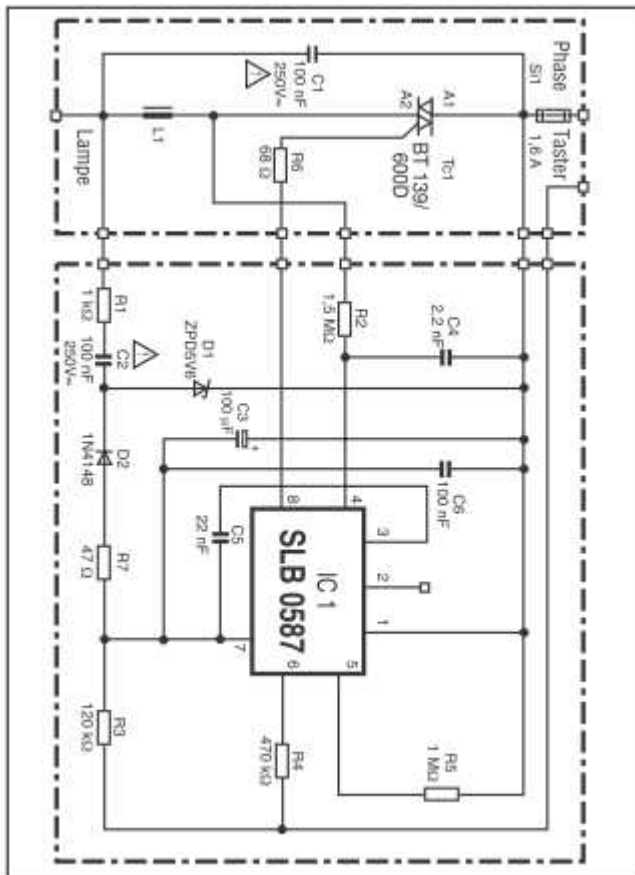 Phase
Si1
1,6 A
Taster
C1
100 nF
250V=
A1
A2
Tc1
BT 139/
600D
L1
Lampe
R6
68 Ω
R1
1 kΩ
C2
100 nF
250V=
D1
ZPD5V6
R2
1,5 MΩ
C4
2,2 nF
C3
100 µF
+
C6
100 nF
D2
1N4148
R7
47 Ω
C5
22 nF
IC 1
SLB 0587
8
4
3
2
1
7
6
5
R3
120 kΩ
R4
470 kΩ
R5
1 MΩ